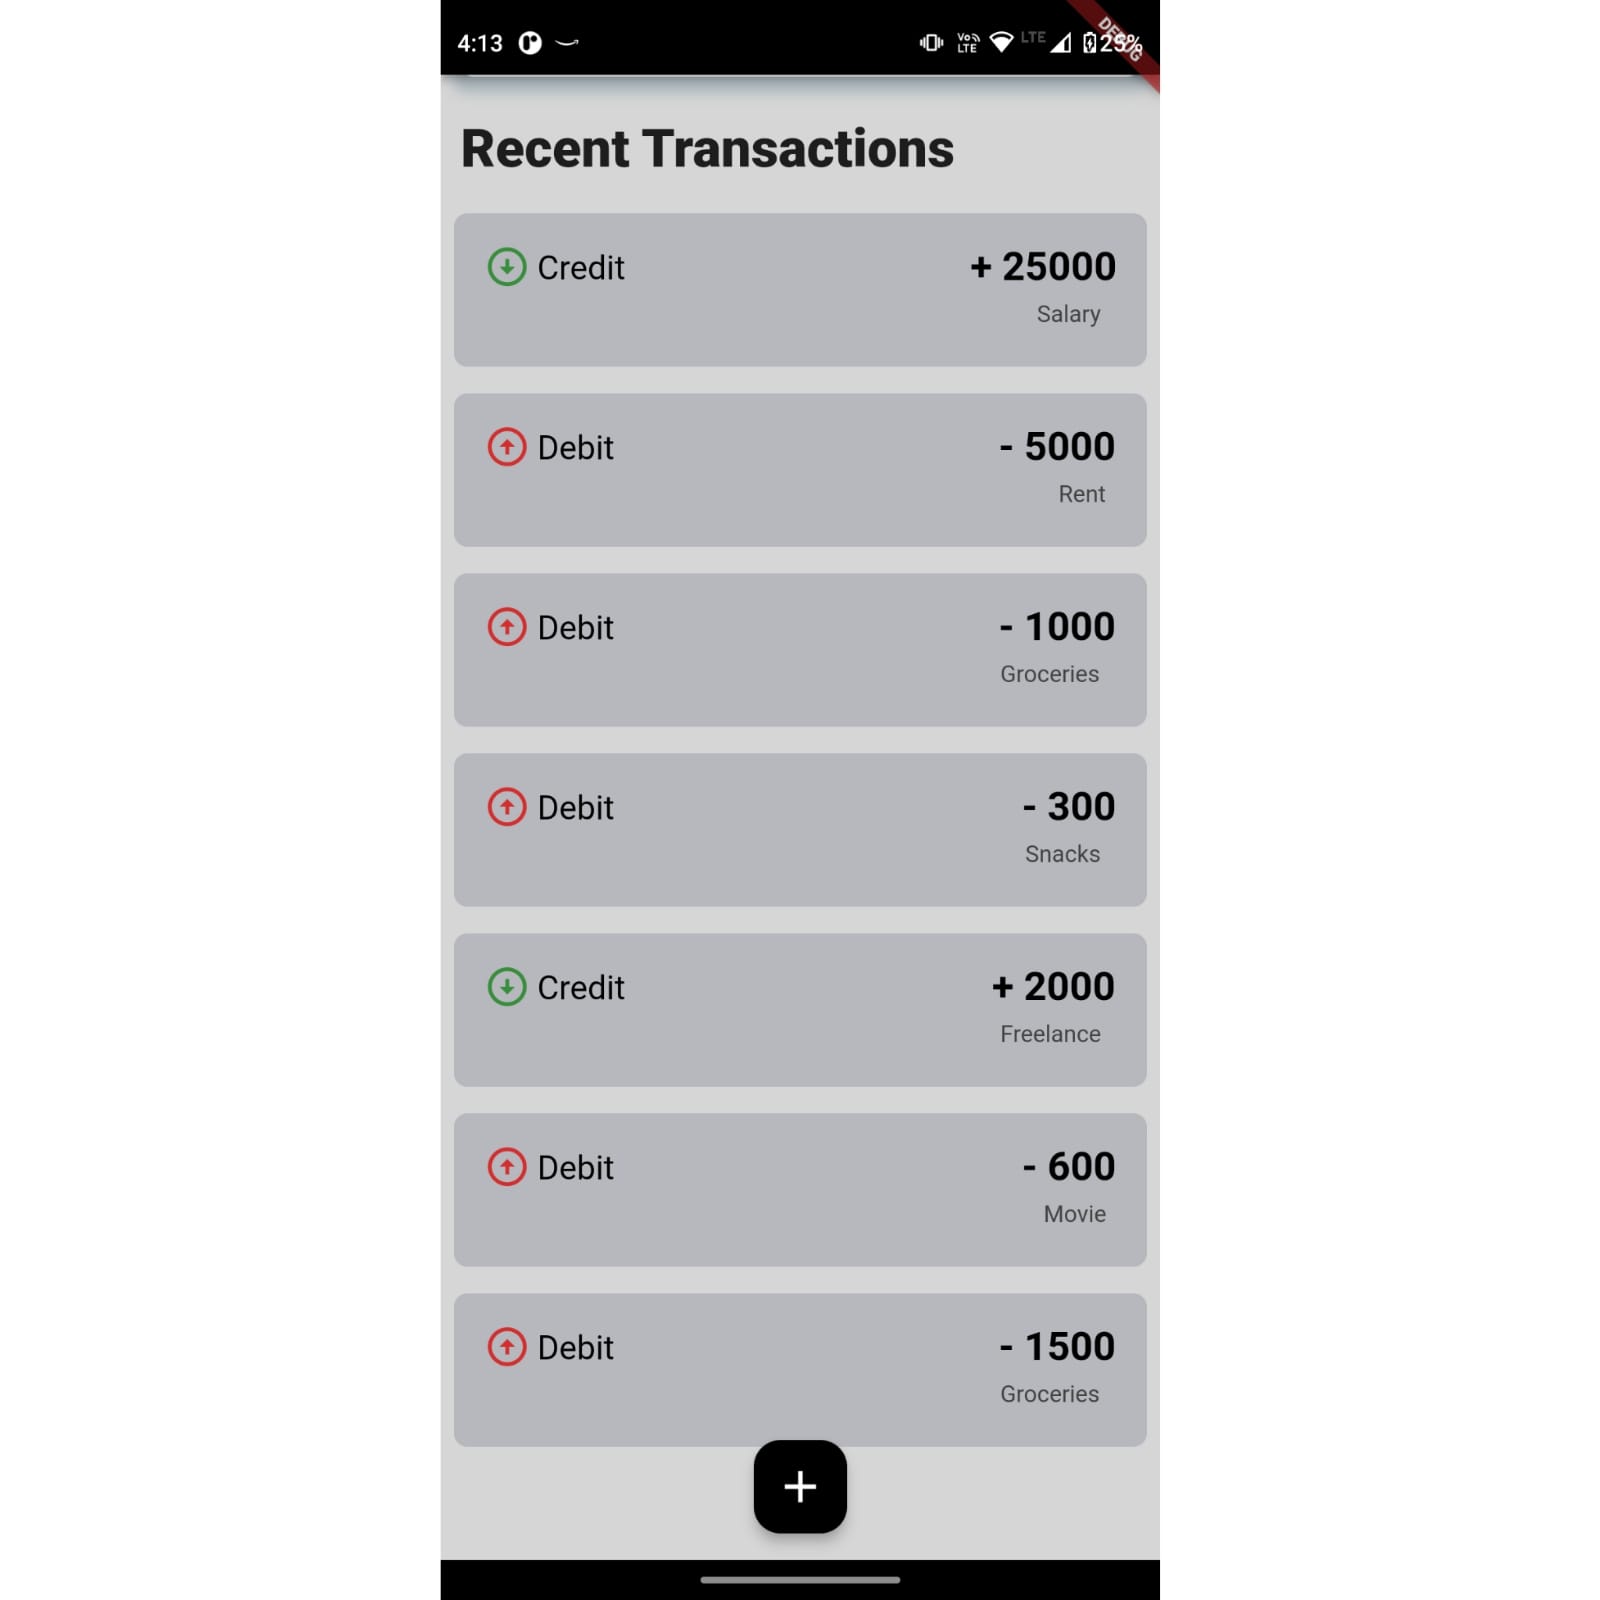 4:13 Vo LTE LTE 25%
DEBUG
Recent Transactions
Credit + 25000
Salary
Debit - 5000
Rent
Debit - 1000
Groceries
Debit - 300
Snacks
Credit + 2000
Freelance
Debit - 600
Movie
Debit - 1500
Groceries
+